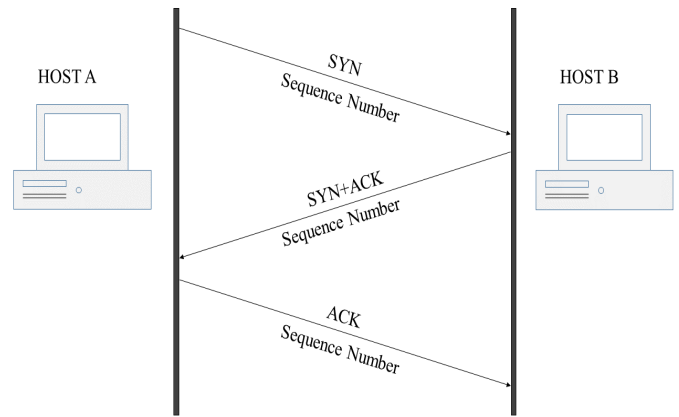 HOST A
HOST B
SYN
Sequence Number
SYN+ACK
Sequence Number
ACK
Sequence Number